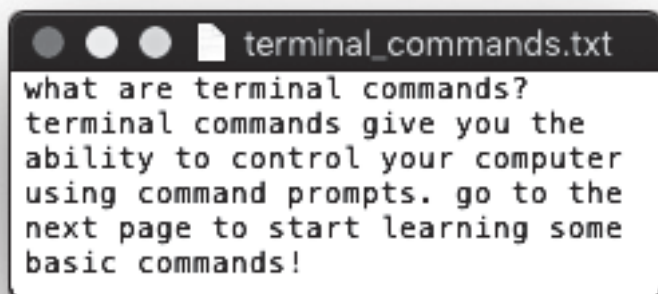 terminal_commands.txt
what are terminal commands?
terminal commands give you the
ability to control your computer
using command prompts. go to the
next page to start learning some
basic commands!